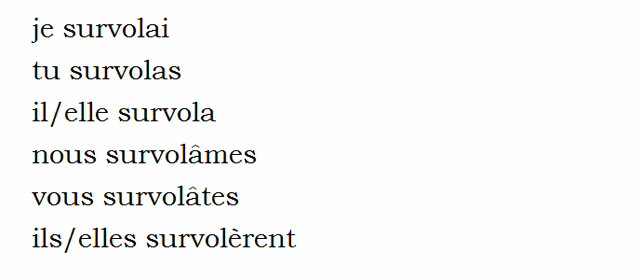 je survolai
tu survolas
il/elle survola
nous survolâmes
vous survolâtes
ils/elles survolèrent